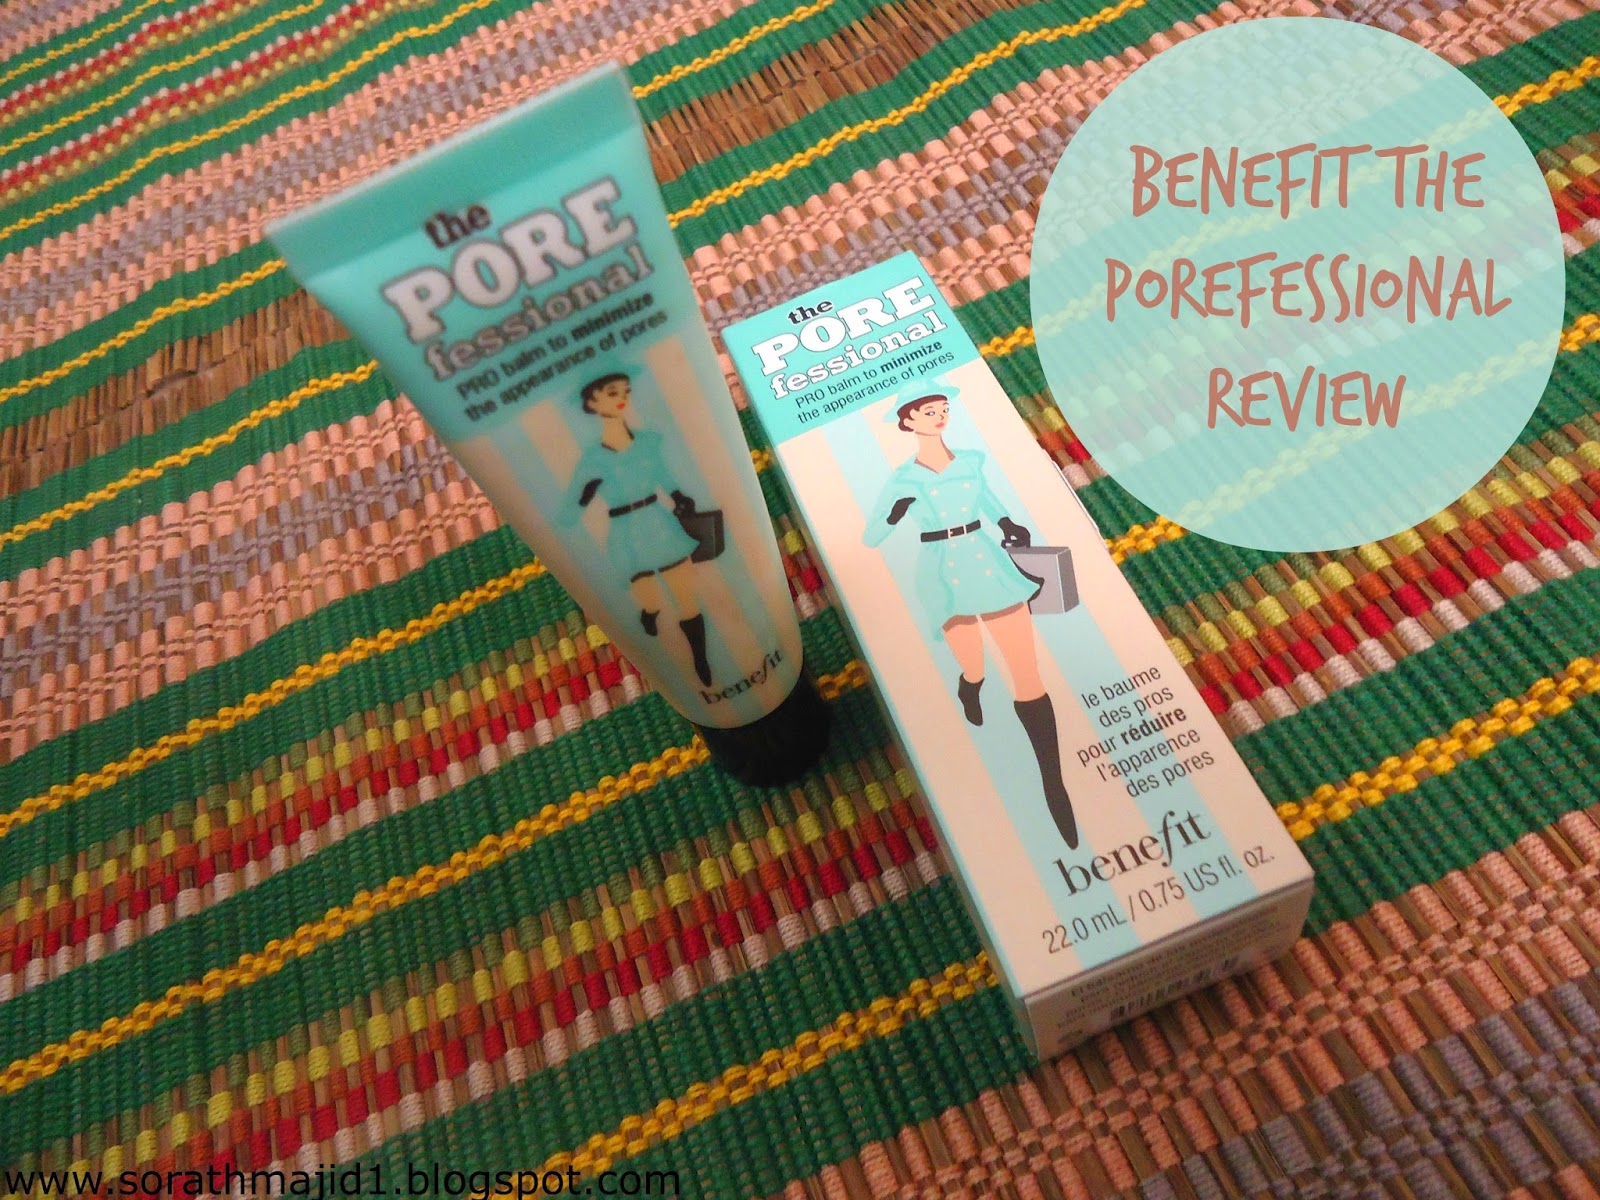 the
PORE
fessional
PRO balm to minimize
the appearance of pores
benefit
the
PORE
fessional
PRO balm to minimize
the appearance of pores
le baume
des pros
pour réduire
l'apparence
des pores
benefit
22.0 mL / 0.75 US fl. oz.
BENEFIT THE
POREFESSIONAL
REVIEW
www.sorathmajid1.blogspot.com